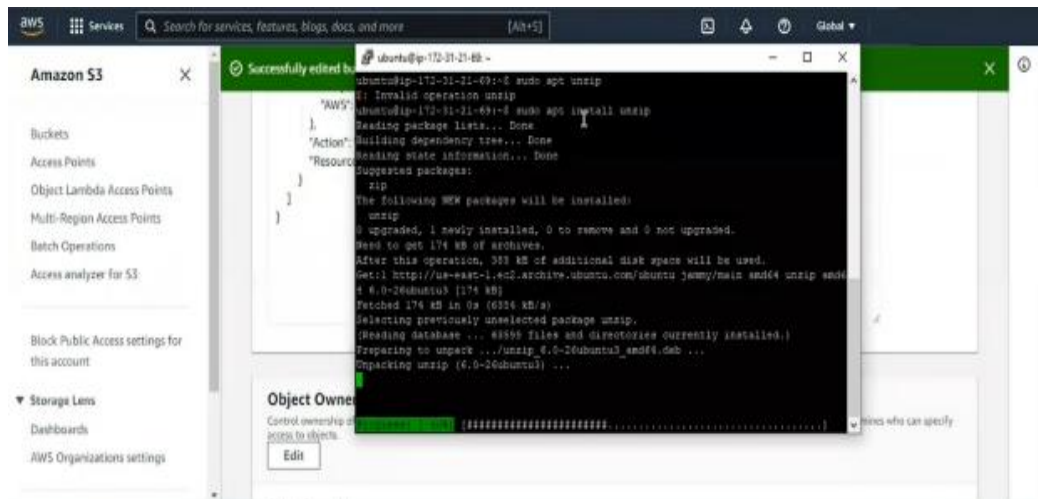 aws
Services
Search for services, features, blogs, docs, and more
[Alt+S]
Global
Amazon S3
Buckets
Access Points
Object Lambda Access Points
Multi-Region Access Points
Batch Operations
Access analyzer for S3
Block Public Access settings for
this account
Storage Lens
Dashboards
AWS Organizations settings
Successfully edited
"AWS":
},
"Action":
"Resource
}
]
}
Object Owne
Control ownership
access to objects.
Edit
mines who can specify
ubuntu@ip-172-31-21-69: ~
ubuntu@ip-172-31-21-69:~$ sudo apt unzip
E: Invalid operation unzip
ubuntu@ip-172-31-21-69:~$ sudo apt install unzip
Reading package lists... Done
Building dependency tree... Done
Reading state information... Done
Suggested packages:
zip
The following NEW packages will be installed:
unzip
0 upgraded, 1 newly installed, 0 to remove and 0 not upgraded.
Need to get 174 kB of archives.
After this operation, 385 kB of additional disk space will be used.
Get:1 http://us-east-1.ec2.archive.ubuntu.com/ubuntu jammy/main amd64 unzip amd6
4 6.0-26ubuntu3 [174 kB]
Fetched 174 kB in 0s (6336 kB/s)
Selecting previously unselected package unzip.
(Reading database ... files and directories currently installed.)
Preparing to unpack .../unzip_6.0-26ubuntu3_amd64.deb ...
Unpacking unzip (6.0-26ubuntu3) ...